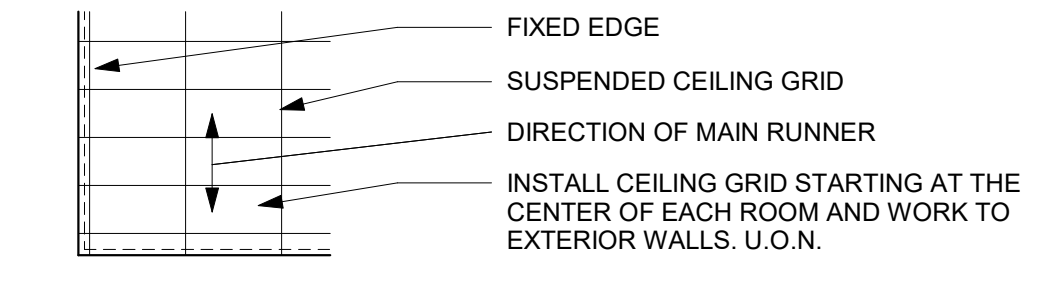 FIXED EDGE
SUSPENDED CEILING GRID
DIRECTION OF MAIN RUNNER
INSTALL CEILING GRID STARTING AT THE
CENTER OF EACH ROOM AND WORK TO
EXTERIOR WALLS. U.O.N.